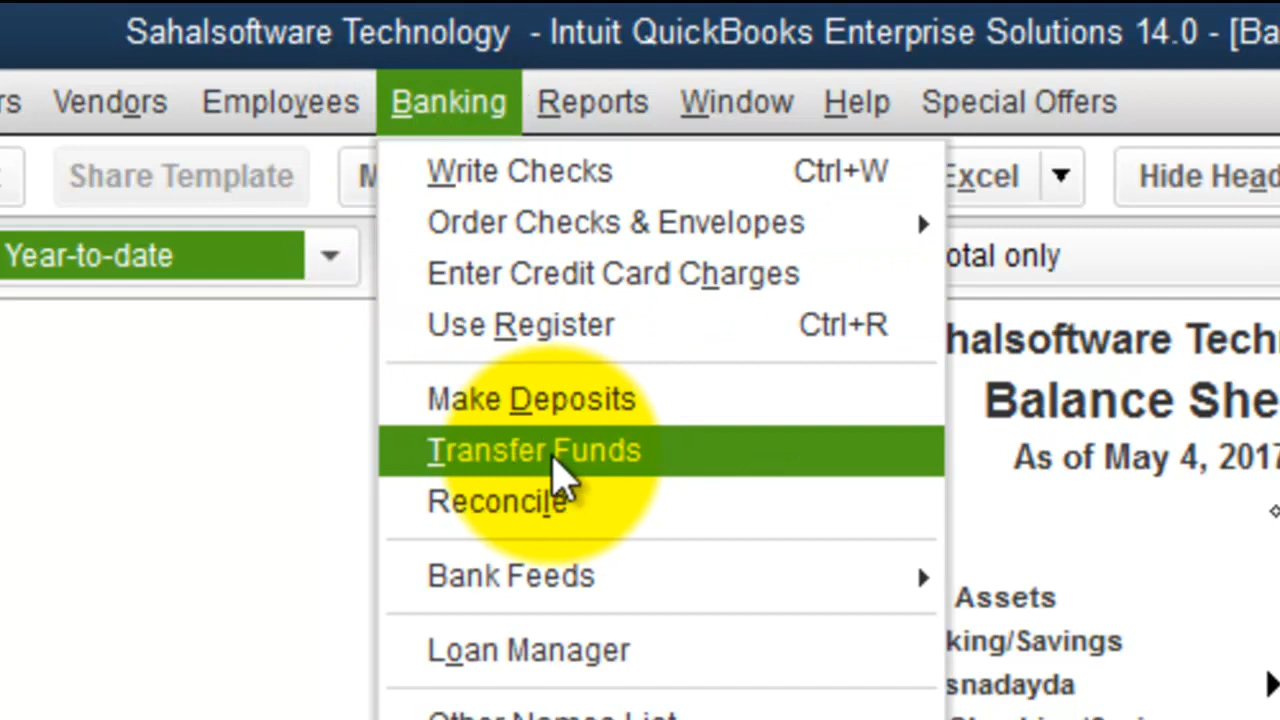 Sahalsoftware Technology - Intuit QuickBooks Enterprise Solutions 14.0 - [Ba
rs Vendors Employees Banking Reports Window Help Special Offers
Share Template M Excel Hide Head
Year-to-date otal only
Write Checks Ctrl+W
Order Checks & Envelopes
Enter Credit Card Charges
Use Register Ctrl+R
Make Deposits
Transfer Funds
Reconcile
Bank Feeds
Loan Manager
Other Names List
halsoftware Tech
Balance She
As of May 4, 2017
Assets
king/Savings
snadayda